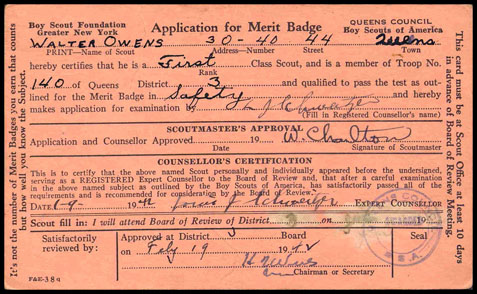 Boy Scout Foundation
Greater New York
Application for Merit Badge
QUEENS COUNCIL
Boy Scouts of America
WALTER OWENS 30-40 44 Queens
PRINT—Name of Scout Address—Number Street Town
hereby certifies that he is a First Class Scout, and is a member of Troop No.
Rank
140 of Queens District 3 and qualified to pass the test as out-
lined for the Merit Badge in Safety and hereby
makes application for examination by
(Fill in Registered Counsellor's name)
SCOUTMASTER'S APPROVAL
Application and Counsellor Approved 19 W. Charlton
Signature of Scoutmaster
COUNSELLOR'S CERTIFICATION
This is to certify that the above named Scout personally and individually appeared before the undersigned,
serving as a REGISTERED Expert Counsellor to the Board of Review and, that after a careful examination
in the above named subject as outlined by the Boy Scouts of America, has satisfactorily passed all of the
requirements and is recommended for consideration by the Board of Review.
DATE 1-9 19 EXPERT COUNSELLOR
Scout fill in: I will attend Board of Review of District 3
Satisfactorily
reviewed by:
Approved at District 3
on Feby 19 1942
Chairman or Secretary
F&E-38q
B.S.A.
It's not the number of Merit Badges you earn that counts
but how well you know the Subject.
This card must be at Scout Office at least 10 days
in advance of Board of Review Meeting.